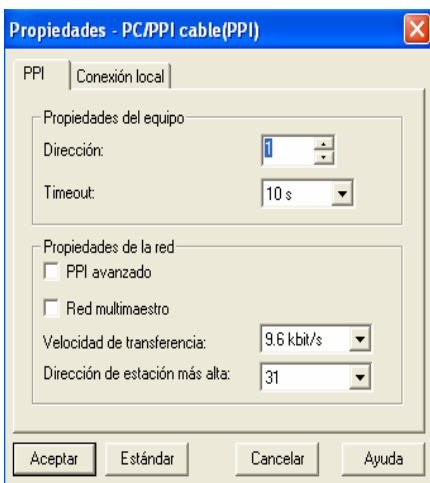 Propiedades - PC/PPI cable(PPI)
PPI
Conexión local
Propiedades del equipo
Dirección:
1
Timeout:
10 s
Propiedades de la red
PPI avanzado
Red multimaestro
Velocidad de transferencia:
9.6 kbit/s
Dirección de estación más alta:
31
Aceptar
Estándar
Cancelar
Ayuda